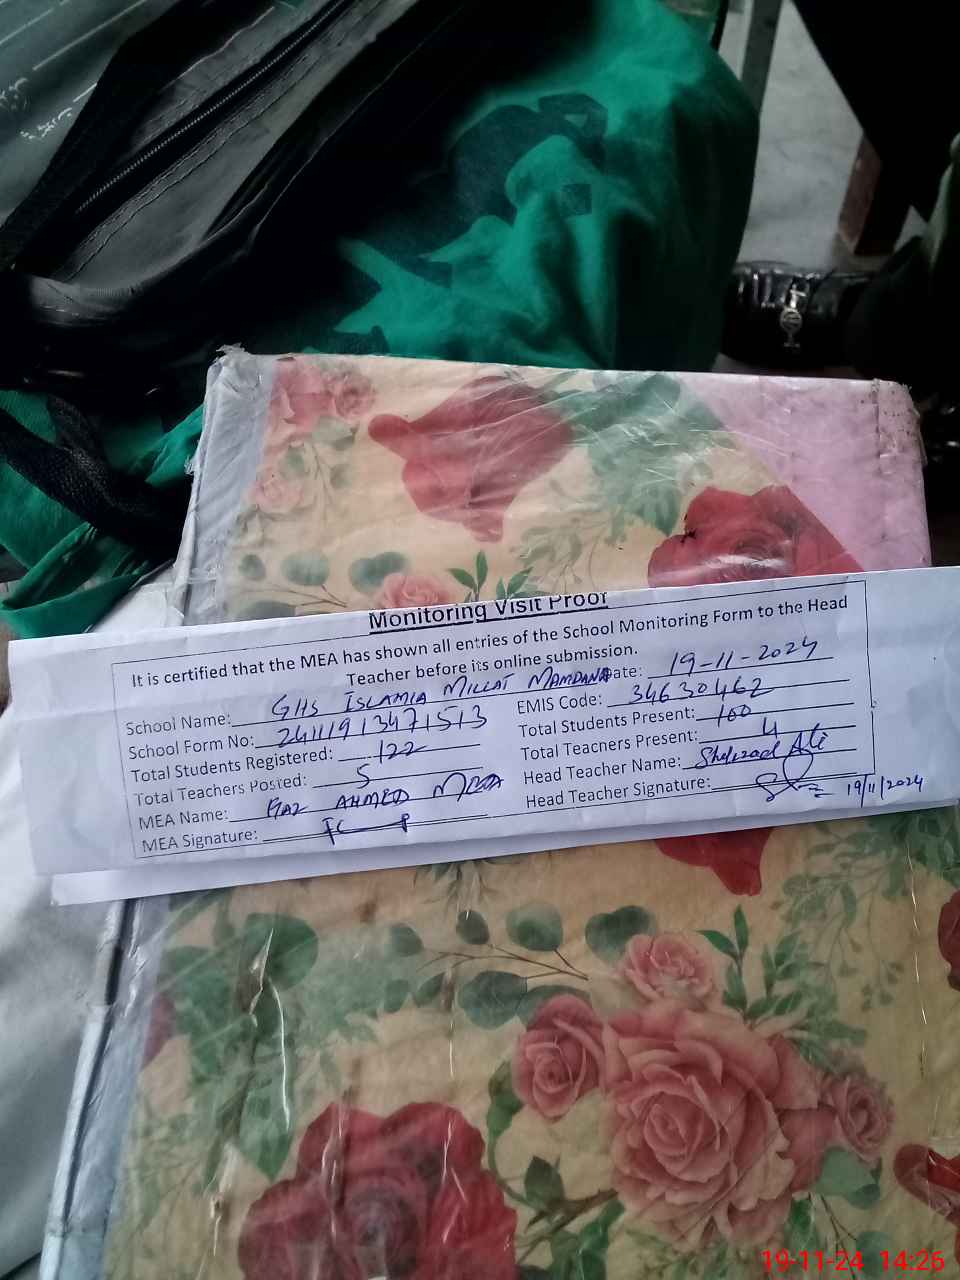 Monitoring Visit Proof
It is certified that the MEA has shown all entries of the School Monitoring Form to the Head
Teacher before its online submission.
School Name: GHS ISLAMIA MILLAT MAMDANA Date: 19-11-2024
School Form No: 24111913471513 EMIS Code: 34630462
Total Students Registered: 122 Total Students Present: 100
Total Teachers Posted: 5 Total Teachers Present: 4
MEA Name: AHMED Head Teacher Name: Shehzad Ali
MEA Signature: Head Teacher Signature: 19/11/2024
19-11-24 14:26